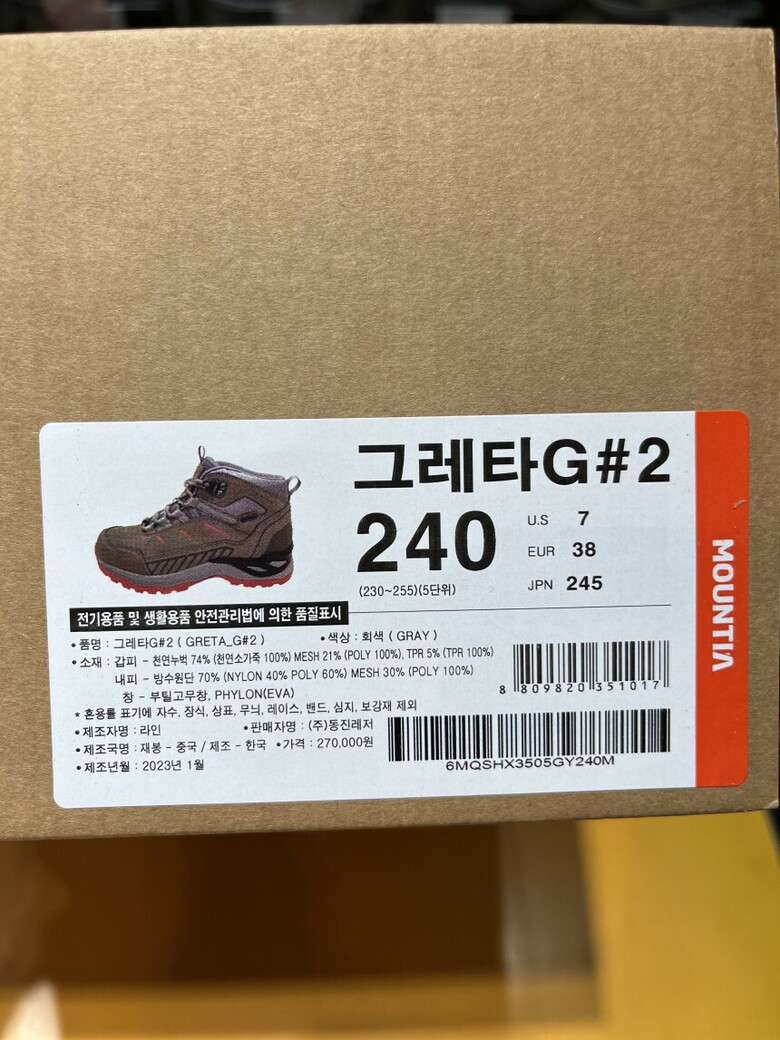 그레타G#2
240
U.S 7
EUR 38
JPN 245
(230~255)(5단위)
MOUNTIA
전기용품 및 생활용품 안전관리법에 의한 품질표시
• 품명 : 그레타G#2 ( GRETA_G#2 ) • 색상 : 회색 ( GRAY )
• 소재 : 갑피 - 천연누벅 74% (천연소가죽 100%) MESH 21% (POLY 100%), TPR 5% (TPR 100%)
내피 - 방수원단 70% (NYLON 40% POLY 60%) MESH 30% (POLY 100%)
창 - 부틸고무창, PHYLON(EVA)
★ 혼용률 표기에 자수, 장식, 상표, 무늬, 레이스, 밴드, 심지, 보강재 제외
• 제조자명 : 라인 • 판매자명 : (주)동진레저
• 제조국명 : 재봉 - 중국 / 제조 - 한국 • 가격 : 270,000원
• 제조년월 : 2023년 1월
8 809820 351017
6MQSHX3505GY240M